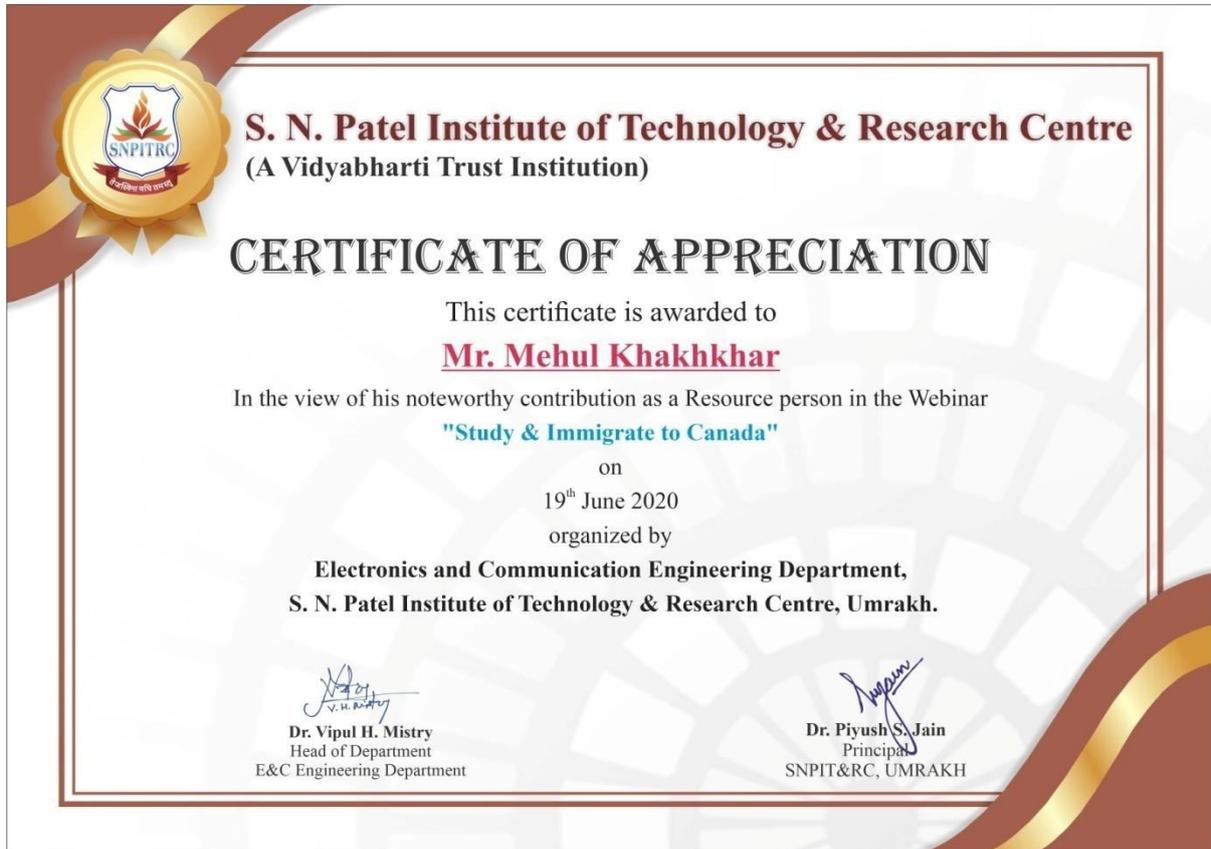 SNPITRC
S. N. Patel Institute of Technology & Research Centre
(A Vidyabharti Trust Institution)
CERTIFICATE OF APPRECIATION
This certificate is awarded to
Mr. Mehul Khakhkhar
In the view of his noteworthy contribution as a Resource person in the Webinar
"Study & Immigrate to Canada"
on
19th June 2020
organized by
Electronics and Communication Engineering Department,
S. N. Patel Institute of Technology & Research Centre, Umrakh.
V.H. Mistry
Dr. Vipul H. Mistry
Head of Department
E&C Engineering Department
Dr. Piyush S. Jain
Principal
SNPIT&RC, UMRAKH